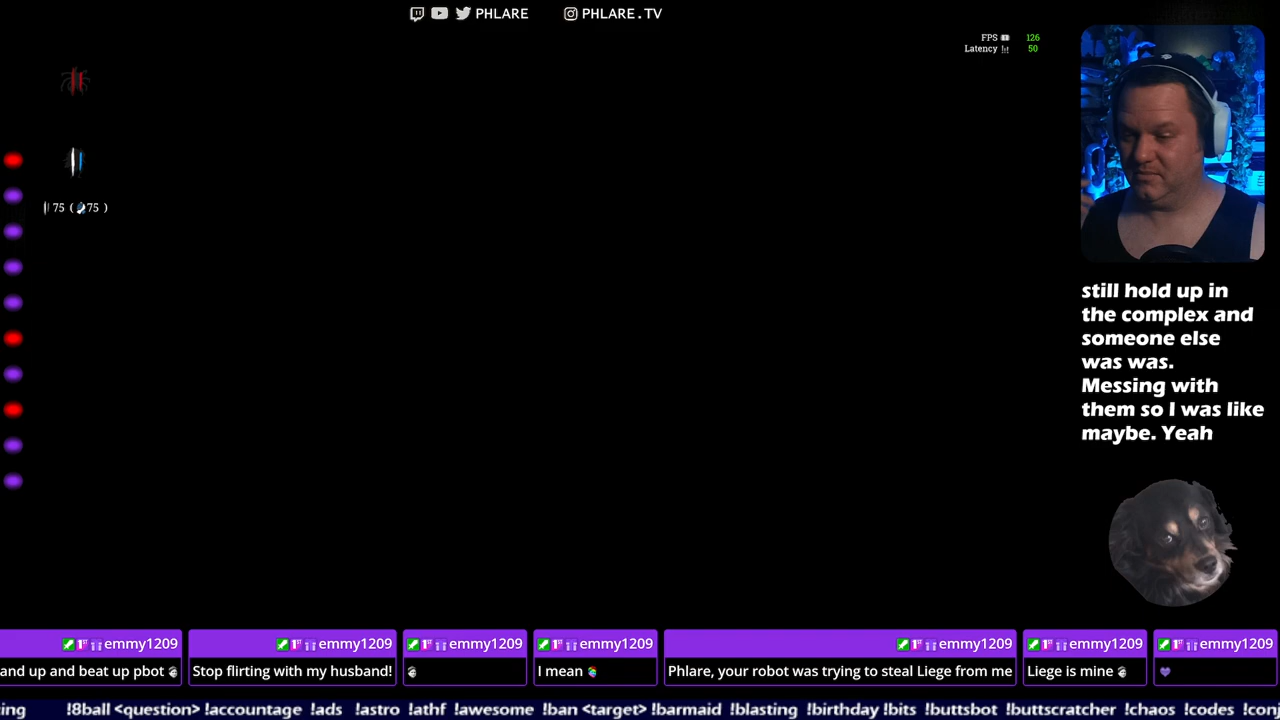 PHLARE PHLARE.TV
FPS 126
Latency 50
75 ( 75 )
still hold up in
the complex and
someone else
was was.
Messing with
them so I was like
maybe. Yeah
emmy1209 emmy1209 emmy1209 emmy1209 emmy1209 emmy1209 emmy1209
and up and beat up pbot Stop flirting with my husband! I mean Phlare, your robot was trying to steal Liege from me Liege is mine
ing !8ball <question> !accountage !ads !astro !athf !awesome !ban <target> !barmaid !blasting !birthday !bits !buttsbot !buttscratcher !chaos !codes !conj